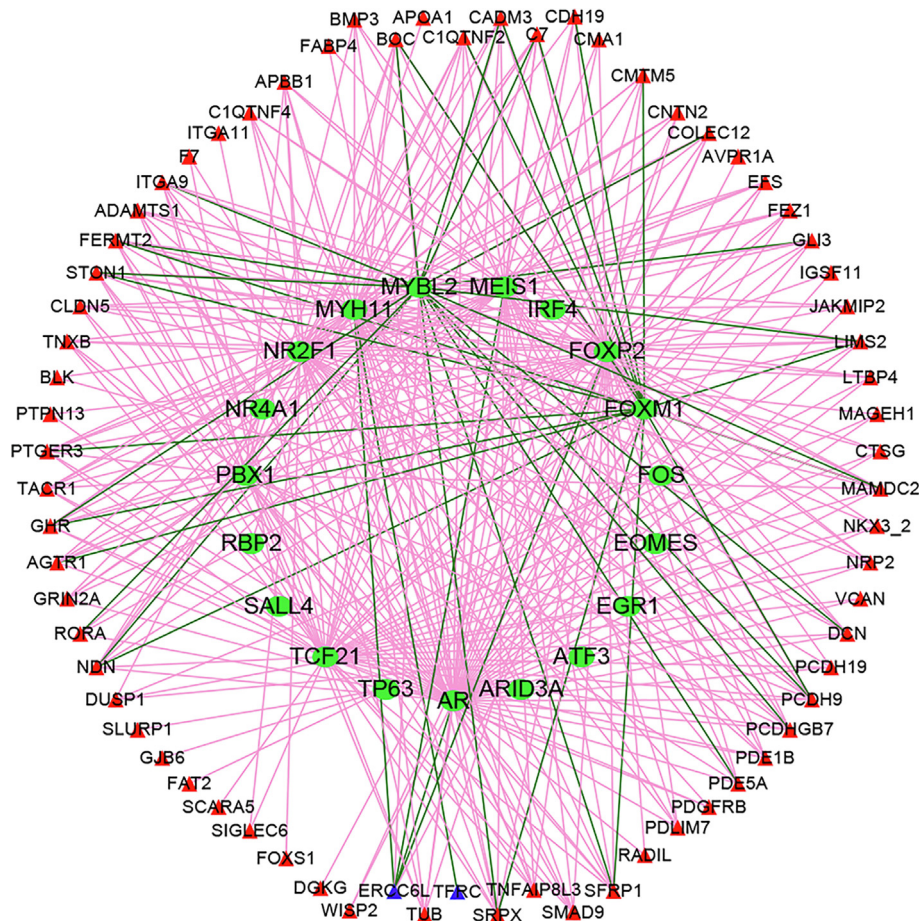 BMP3
APOA1
CADM3
CDH19
FABP4
BOC
C1QTNF2
C7
CMA1
APBB1
CMTM5
C1QTNF4
CNTN2
ITGA11
COLEC12
F7
AVPR1A
ITGA9
EFS
ADAMTS1
FEZ1
FERMT2
GLI3
STON1
IGSF11
MYBL2
MEIS1
CLDN5
MYH11
IRF4
JAKMIP2
TNXB
NR2F1
FOXP2
LIMS2
BLK
LTBP4
PTPN13
NR4A1
FOXM1
MAGEH1
PTGER3
CTSG
TACR1
PBX1
FOS
MAMDC2
GHR
NKX3_2
RBP2
EOMES
AGTR1
NRP2
GRIN2A
SALL4
EGR1
VCAN
RORA
DCN
NDN
TCF21
ATF3
PCDH19
DUSP1
TP63
AR
ARID3A
PCDH9
SLURP1
PCDHGB7
GJB6
PDE1B
FAT2
PDE5A
SCARA5
PDGFRB
SIGLEC6
PDLIM7
FOXS1
RADIL
DGKG
ERCC6L
TFRC
TNFAIP8L3
SFRP1
WISP2
TUB
SRPX
SMAD9